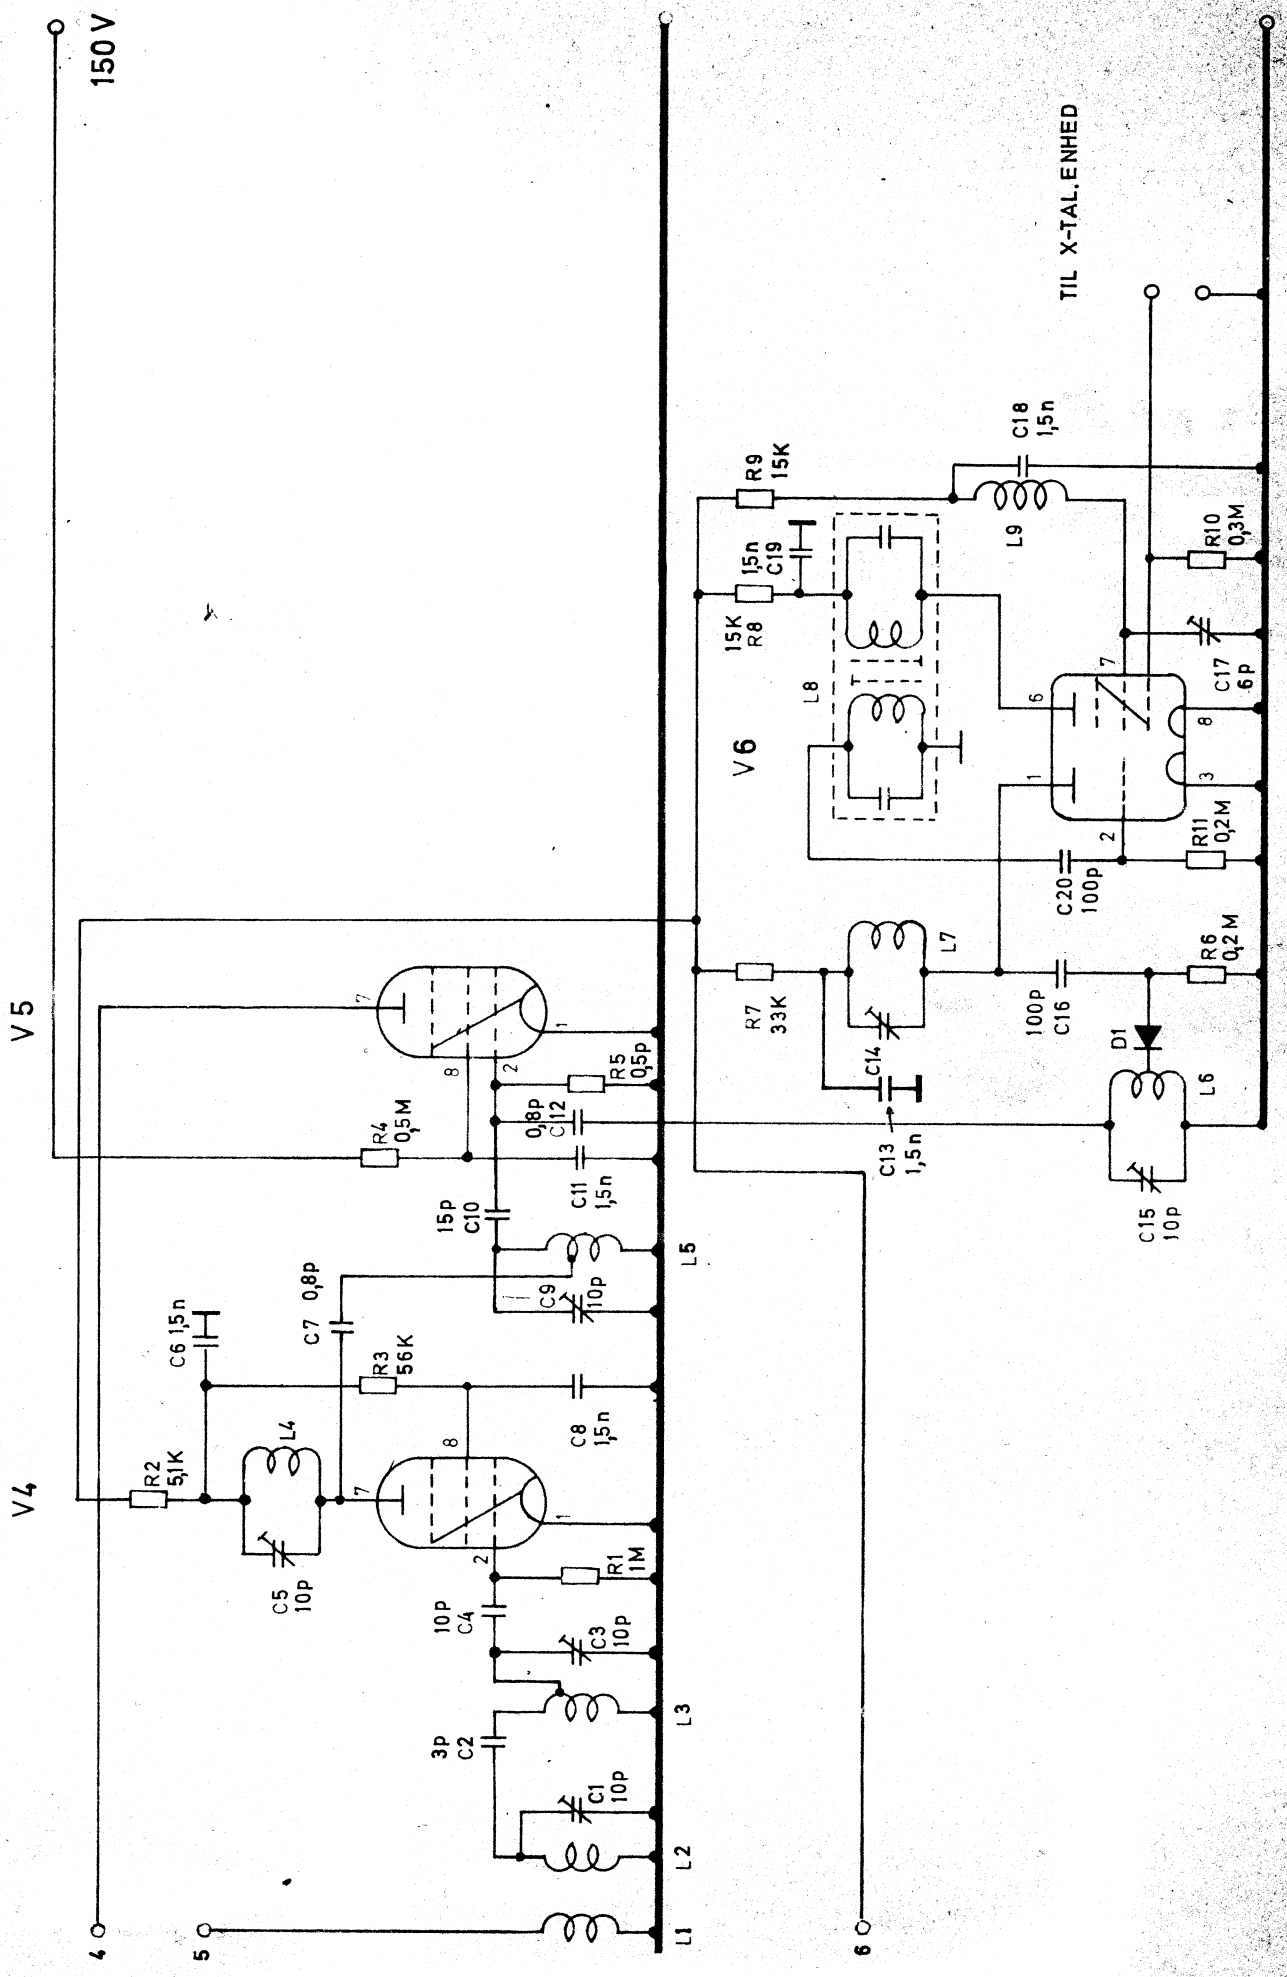 V4
V5
150 V
4
5
R2
5,1K
C6 1,5n
C5
10p
L4
C7
0,8p
R3
56K
R4
0,5M
7
8
2
1
7
8
2
1
3p
C2
10p
C4
15p
C10
0,8p
C12
C1
10p
C3
10p
R1
1M
C8
1,5n
C9
10p
C11
1,5n
R5
0,5p
L1
L2
L3
L5
6
V6
R7
33K
15K
R8
1,5n
C19
R9
15K
L8
L7
L9
C18
1,5n
C14
C13
1,5n
100p
C16
C20
100p
D1
L6
C15
10p
R6
0,2M
R11
0,2M
1
6
2
7
3
8
C17
6p
R10
0,3M
TIL X-TAL.ENHED